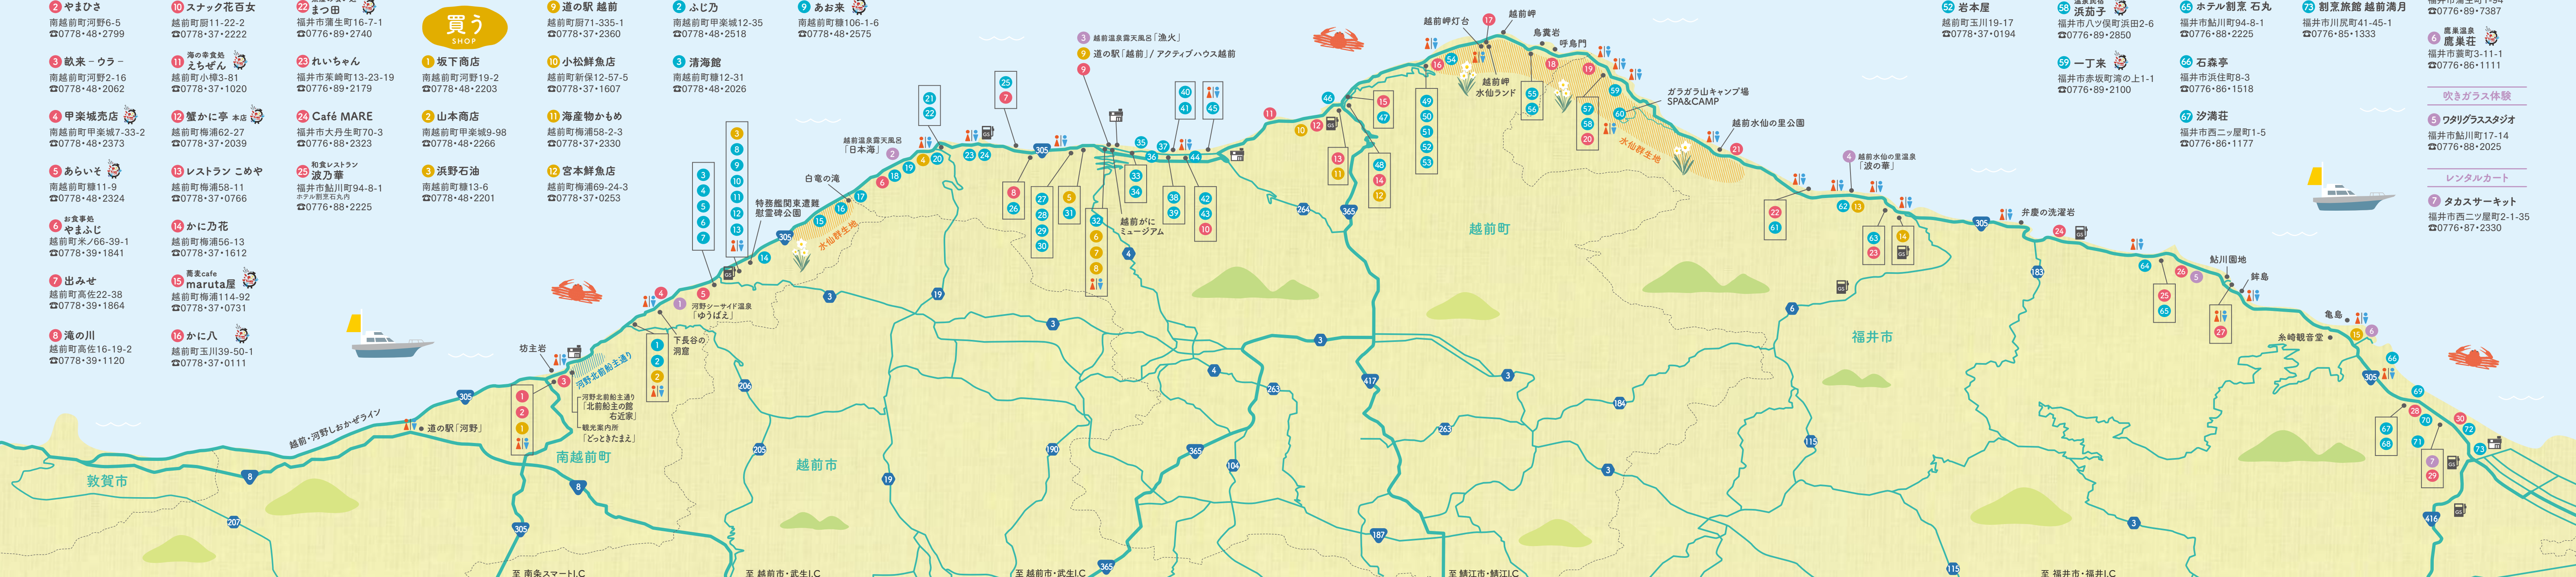 2 やまひさ
南越前町河野6-5
☎0778・48・2799
3 畝来 −ウラ−
南越前町河野2-16
☎0778・48・2062
4 甲楽城売店
南越前町甲楽城7-33-2
☎0778・48・2373
5 あらいそ
南越前町糠11-9
☎0778・48・2324
6 お食事処
やまふじ
越前町米ノ66-39-1
☎0778・39・1841
7 出みせ
越前町高佐22-38
☎0778・39・1864
8 滝の川
越前町高佐16-19-2
☎0778・39・1120
10 スナック花百女
越前町厨11-22-2
☎0778・37・2222
11 海の幸食処
えちぜん
越前町小樟3-81
☎0778・37・1020
12 蟹かに亭 本店
越前町梅浦62-27
☎0778・37・2039
13 レストラン こめや
越前町梅浦58-11
☎0778・37・0766
14 かに乃花
越前町梅浦56-13
☎0778・37・1612
15 蕎麦cafe
maruta屋
越前町梅浦114-92
☎0778・37・0731
16 かに八
越前町玉川39-50-1
☎0778・37・0111
22 まつ田
福井市蒲生町16-7-1
☎0776・89・2740
23 れいちゃん
福井市茱崎町13-23-19
☎0776・89・2179
24 Café MARE
福井市大丹生町70-3
☎0776・88・2323
25 和食レストラン
波乃華
福井市鮎川町94-8-1
ホテル割烹石丸内
☎0776・88・2225
買う
SHOP
1 坂下商店
南越前町河野19-2
☎0778・48・2203
2 山本商店
南越前町甲楽城9-98
☎0778・48・2266
3 浜野石油
南越前町糠13-6
☎0778・48・2201
9 道の駅 越前
越前町厨71-335-1
☎0778・37・2360
10 小松鮮魚店
越前町新保12-57-5
☎0778・37・1607
11 海産物かもめ
越前町梅浦58-2-3
☎0778・37・2330
12 宮本鮮魚店
越前町梅浦69-24-3
☎0778・37・0253
2 ふじ乃
南越前町甲楽城12-35
☎0778・48・2518
3 清海館
南越前町糠12-31
☎0778・48・2026
9 あお来
南越前町糠106-1-6
☎0778・48・2575
52 岩本屋
越前町玉川19-17
☎0778・37・0194
58 温泉民宿
浜茄子
福井市八ツ俣町浜田2-6
☎0776・89・2850
59 一丁来
福井市赤坂町湾の上1-1
☎0776・89・2100
65 ホテル割烹 石丸
福井市鮎川町94-8-1
☎0776・88・2225
66 石森亭
福井市浜住町8-3
☎0776・86・1518
67 汐満荘
福井市西二ッ屋町1-5
☎0776・86・1177
73 割烹旅館 越前満月
福井市川尻町41-45-1
☎0776・85・1333
☎0776・89・7387
6 鷹巣温泉
鷹巣荘
福井市蓑町3-11-1
☎0776・86・1111
吹きガラス体験
5 ワタリグラススタジオ
福井市鮎川町17-14
☎0776・88・2025
レンタルカート
7 タカスサーキット
福井市西二ツ屋町2-1-35
☎0776・87・2330
3 越前温泉露天風呂「漁火」
9 道の駅「越前」/アクティブハウス越前
9
越前岬灯台
17
越前岬
鳥糞岩
呼鳥門
越前岬
水仙ランド
水仙群生地
ガラガラ山キャンプ場
SPA&CAMP
越前水仙の里公園
4 越前水仙の里温泉
「波の華」
弁慶の洗濯岩
鮎川園地
鉾島
亀島
糸崎観音堂
越前温泉露天風呂
「日本海」
白竜の滝
特務艦関東遭難
慰霊碑公園
水仙群生地
越前がに
ミュージアム
河野シーサイド温泉
「ゆうばえ」
下長谷の
洞窟
坊主岩
河野北前船主通り
河野北前船主通り
「北前船主の館
右近家」
観光案内所
「どっときたまえ」
越前・河野しおかぜライン
道の駅「河野」
敦賀市
南越前町
越前市
越前町
福井市
至 南条スマートI.C
至 越前市・武生I.C
至 越前市・武生I.C
至 鯖江市・鯖江I.C
至 福井市・福井I.C